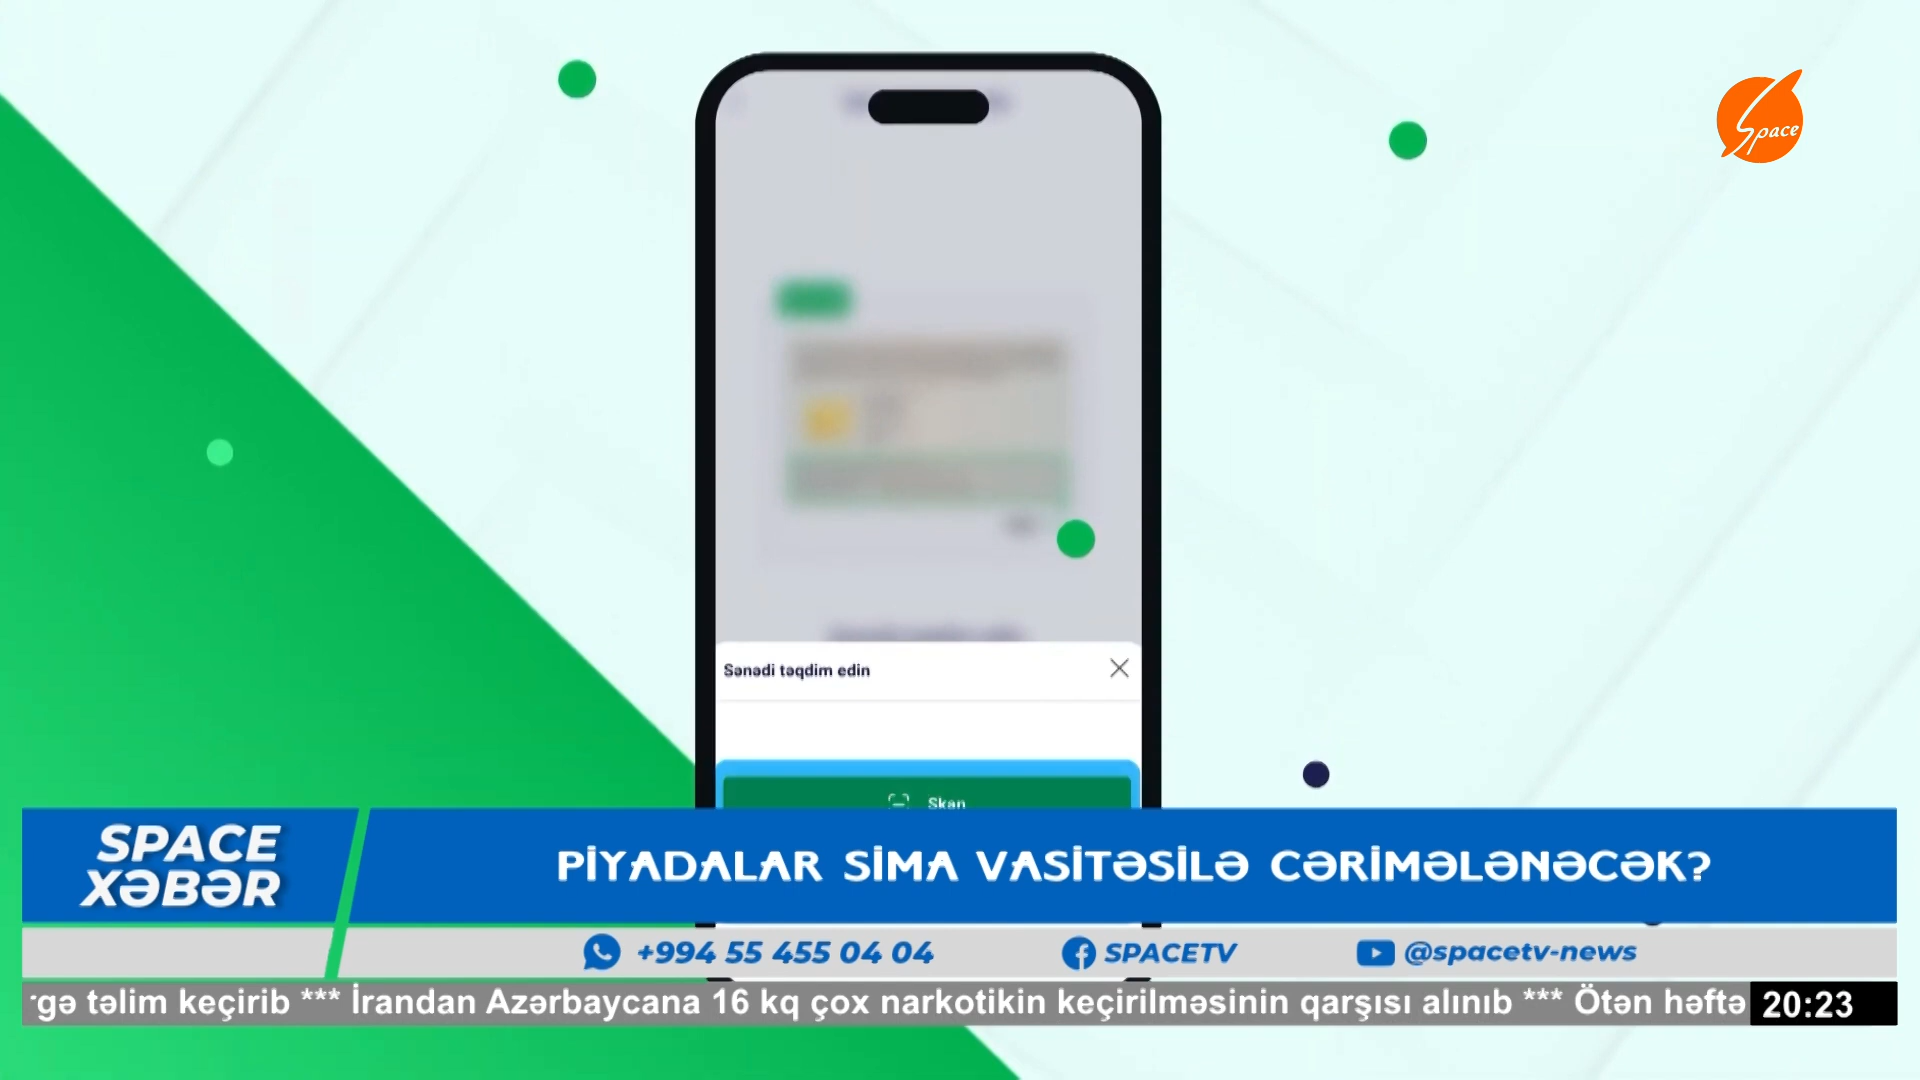 Space
Sənədi təqdim edin
Skan
SPACE
XƏBƏR
PİYADALAR SİMA VASİTƏSİLƏ CƏRİMƏLƏNƏCƏK?
+994 55 455 04 04
SPACETV
@spacetv-news
gə təlim keçirib *** İrandan Azərbaycana 16 kq çox narkotikin keçirilməsinin qarşısı alınıb *** Ötən həftə
20:23